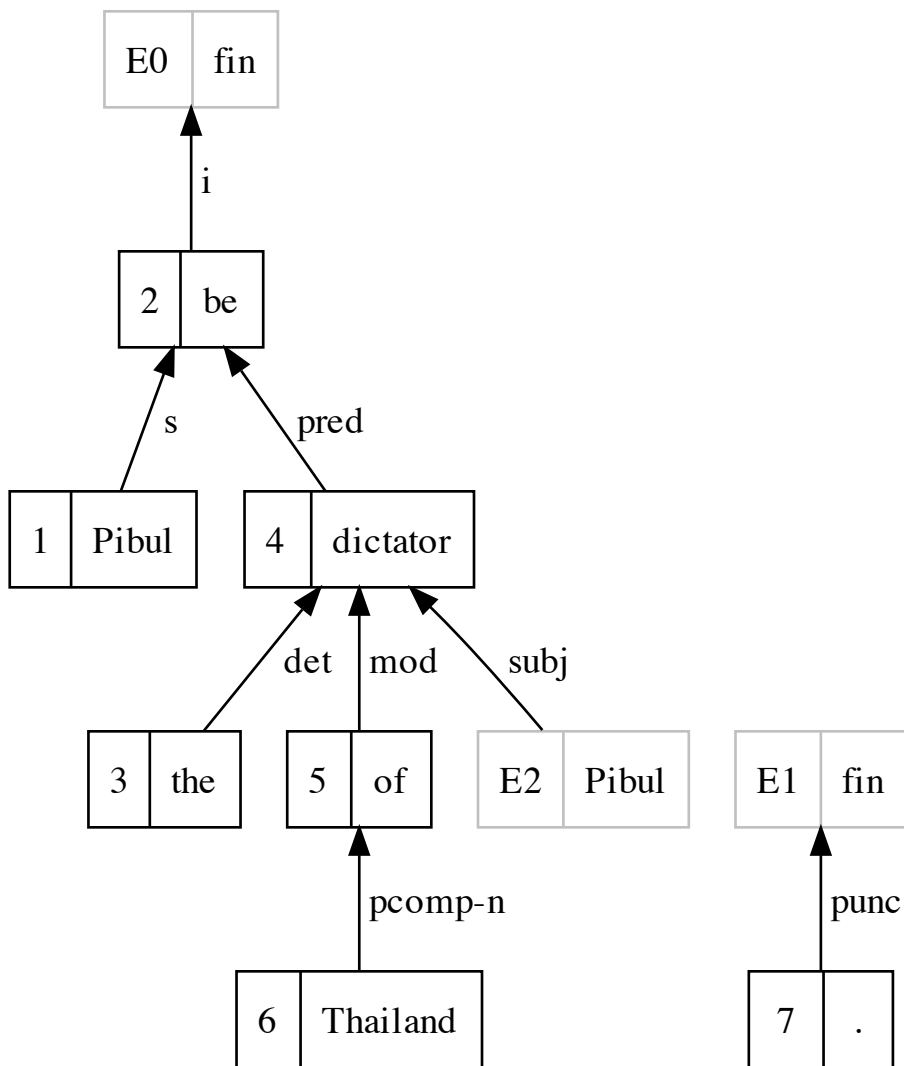 E0 fin
i
2 be
s pred
1 Pibul 4 dictator
det mod subj
3 the 5 of E2 Pibul E1 fin
pcomp-n punc
6 Thailand 7 .